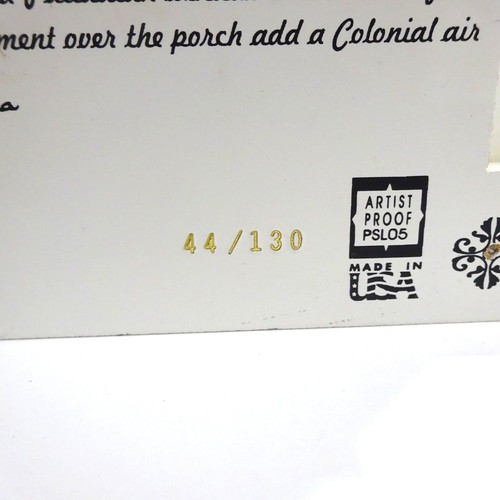 ment over the porch add a Colonial air
a
44/130
ARTIST
PROOF
PSL05
MADE IN
USA